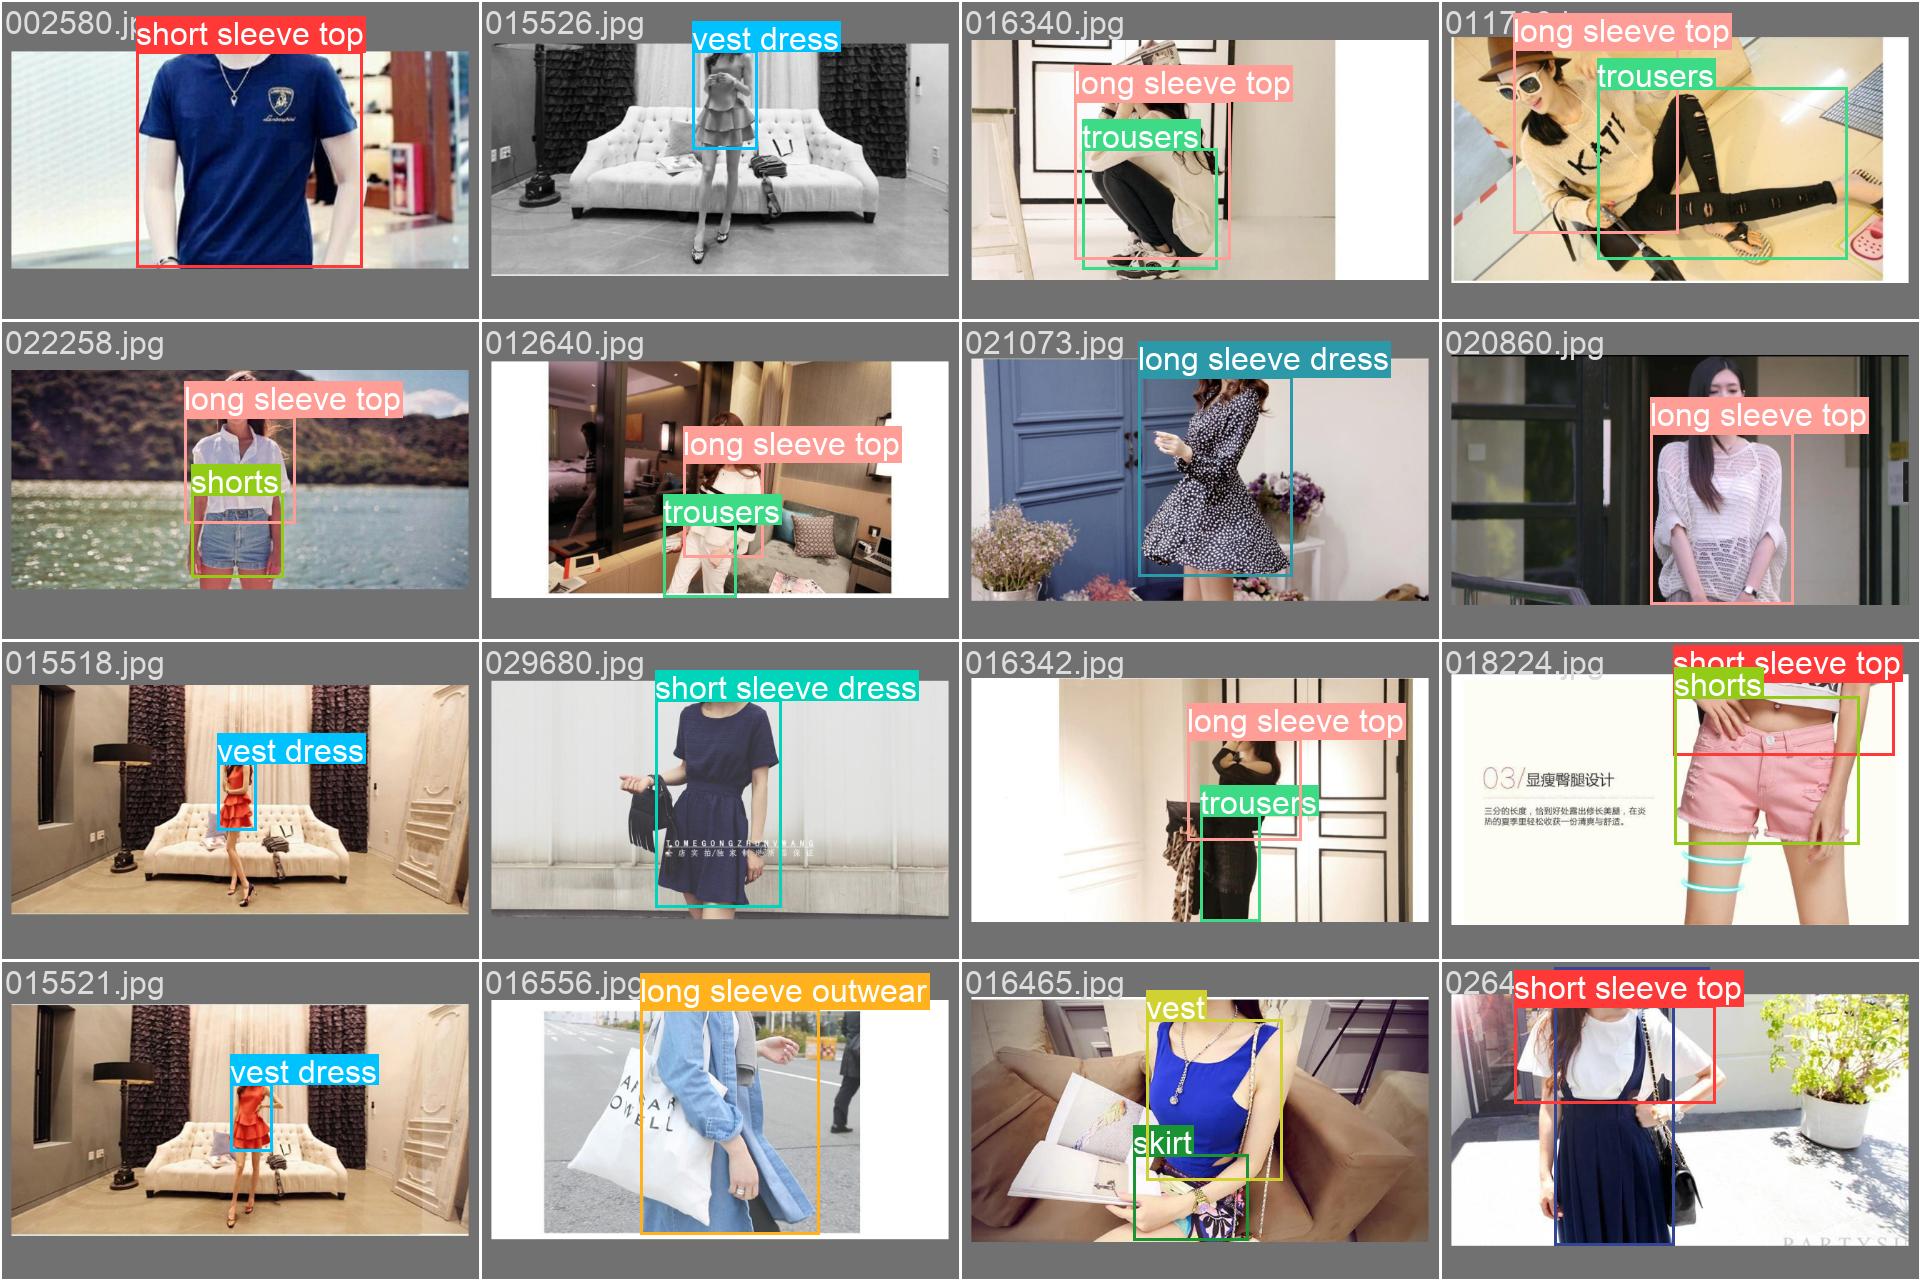 002580.jpg
short sleeve top
Lamborghini
015526.jpg
vest dress
016340.jpg
long sleeve top
trousers
long sleeve top
trousers
KATY
022258.jpg
long sleeve top
shorts
012640.jpg
long sleeve top
trousers
021073.jpg
long sleeve dress
020860.jpg
long sleeve top
015518.jpg
vest dress
029680.jpg
short sleeve dress
016342.jpg
long sleeve top
trousers
018224.jpg
short sleeve top
shorts
03/显瘦臀腿设计
三分的长度，恰到好处露出修长美腿，在炎
热的夏季里轻松收获一份清爽与舒适。
015521.jpg
vest dress
016556.jpg
long sleeve outwear
016465.jpg
vest
skirt
0264
short sleeve top